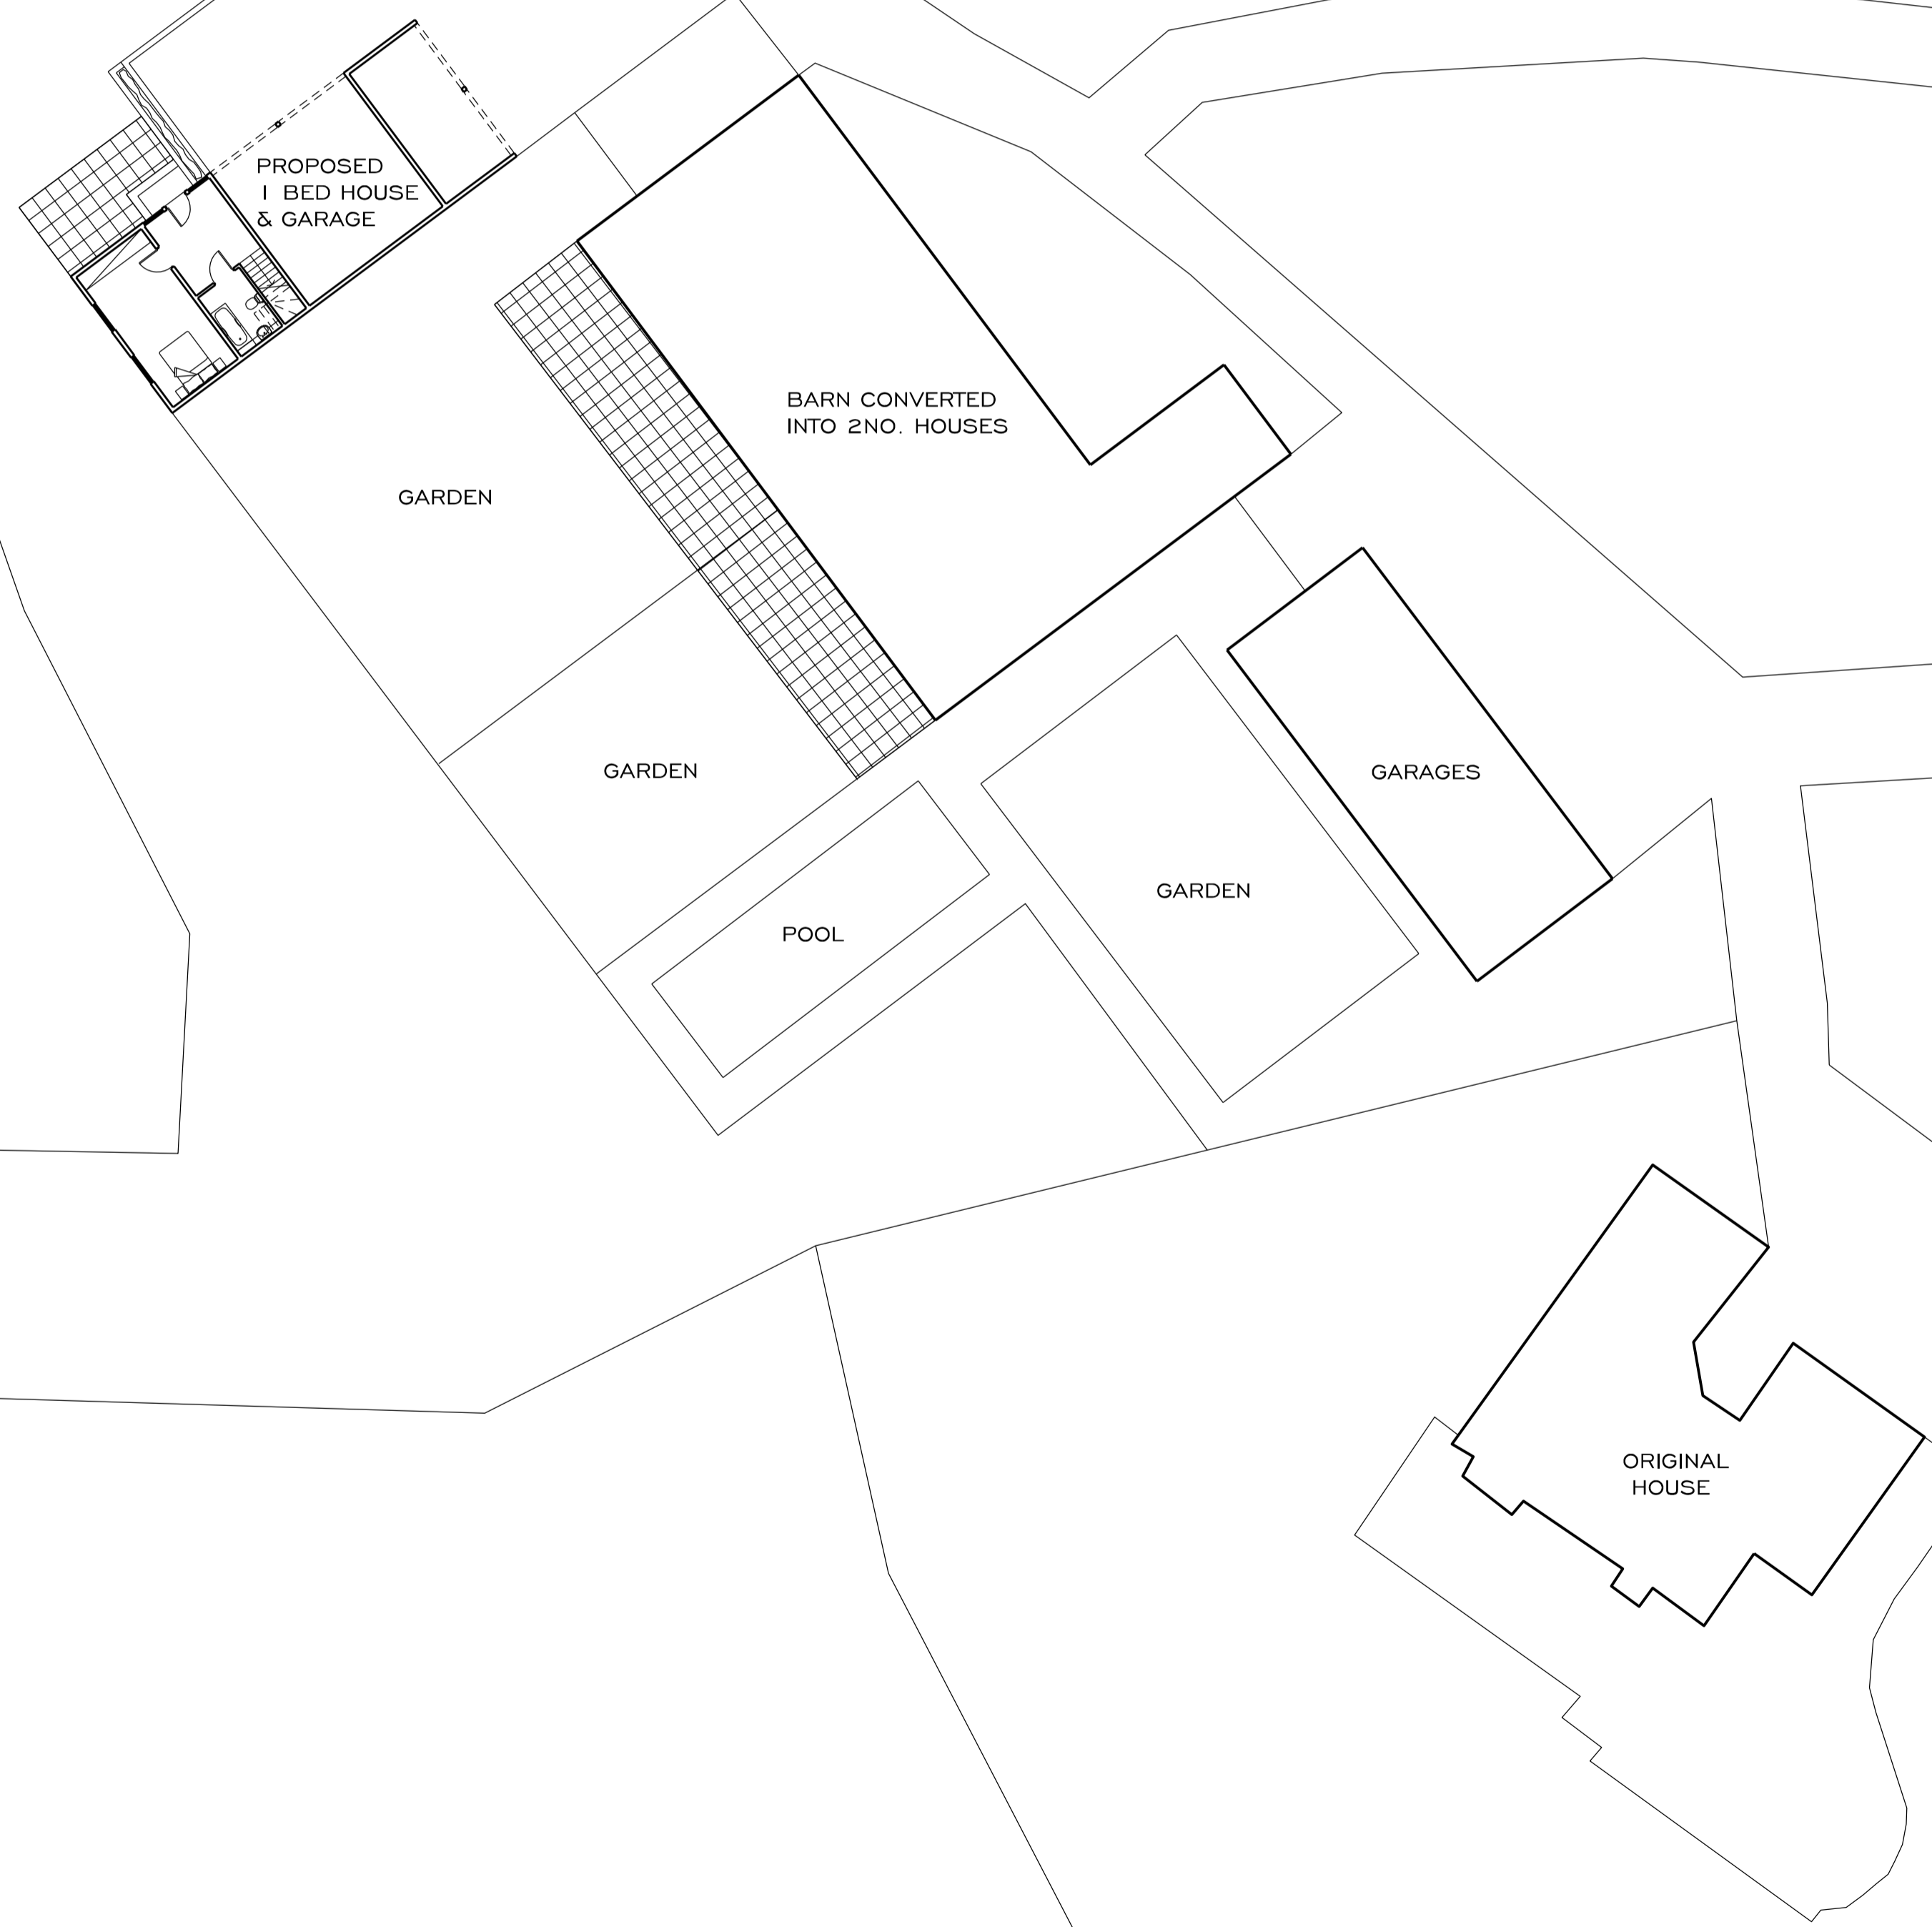 PROPOSED
1 BED HOUSE
& GARAGE
BARN CONVERTED
INTO 2NO. HOUSES
GARDEN
GARDEN
GARAGES
GARDEN
POOL
ORIGINAL
HOUSE